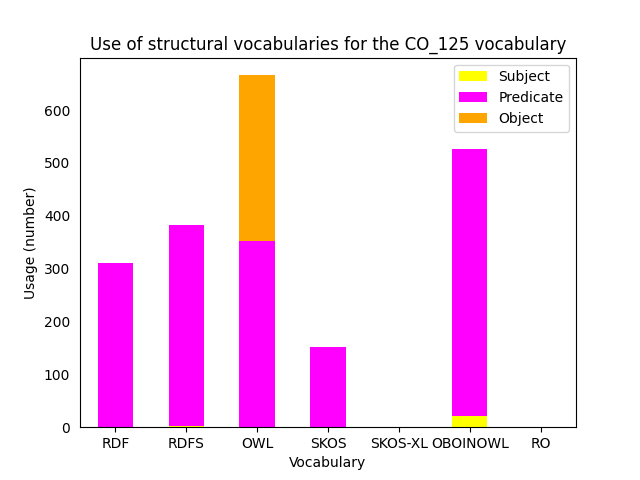 Use of structural vocabularies for the CO_125 vocabulary
Subject
Predicate
Object
Usage (number)
600
500
400
300
200
100
0
RDF RDFS OWL SKOS SKOS-XL OBOINOWL RO
Vocabulary